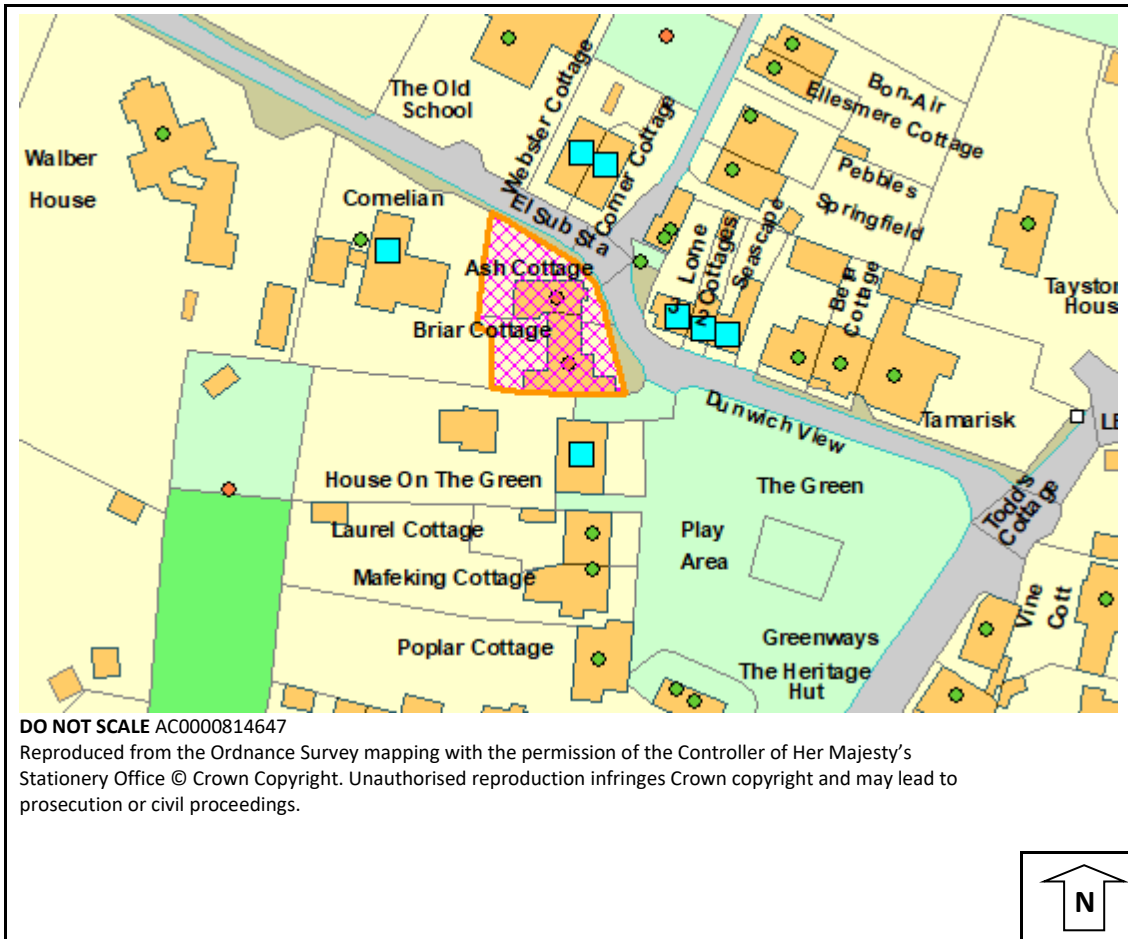 The Old
School
Webster Cottage
Corner Cottage
Bon-Air
Ellesmere Cottage
Walber
House
Cornelian
Pebbles
Springfield
El Sub Sta
Lorne
2 Cottages
Seascape
Ash Cottage
Briar Cottage
Cottage
House
Dunwich View
Tamarisk
House On The Green
The Green
Todd's
Cottage
Laurel Cottage
Play
Area
Mafeking Cottage
Vine
Cott
Poplar Cottage
Greenways
The Heritage
Hut
DO NOT SCALE AC0000814647
Reproduced from the Ordnance Survey mapping with the permission of the Controller of Her Majesty's
Stationery Office © Crown Copyright. Unauthorised reproduction infringes Crown copyright and may lead to
prosecution or civil proceedings.
N